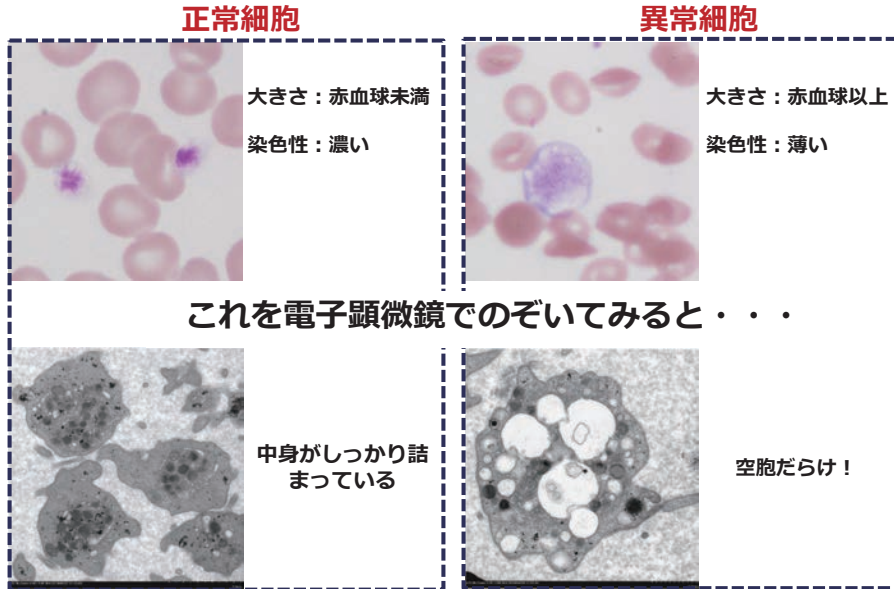 正常細胞
異常細胞
大きさ：赤血球未満
染色性：濃い
大きさ：赤血球以上
染色性：薄い
これを電子顕微鏡でのぞいてみると・・・
中身がしっかり詰
まっている
空胞だらけ！